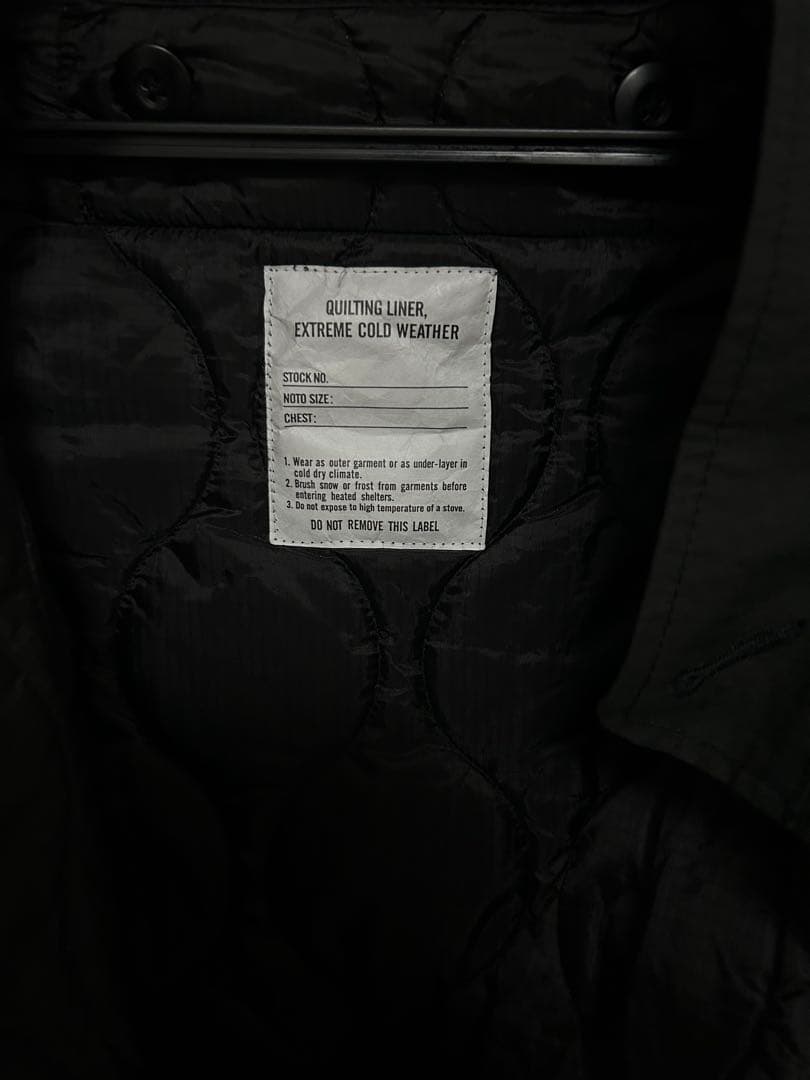 QUILTING LINER,
EXTREME COLD WEATHER
STOCK NO.
NOTO SIZE:
CHEST:
1. Wear as outer garment or as under-layer in
cold dry climate.
2. Brush snow or frost from garments before
entering heated shelters.
3. Do not expose to high temperature of a stove.
DO NOT REMOVE THIS LABEL